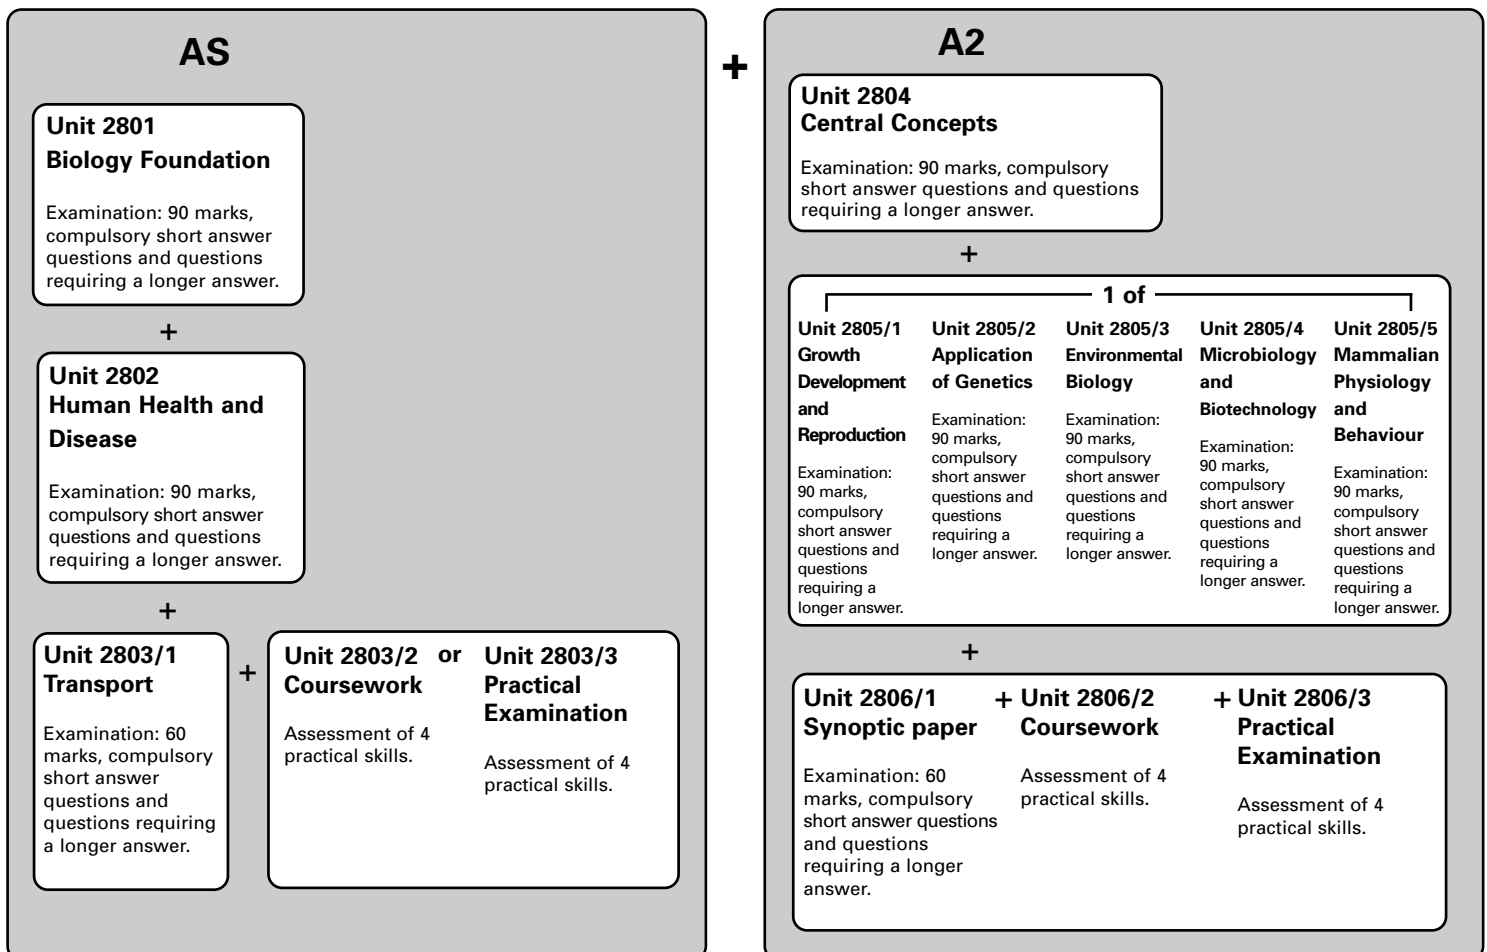 AS
Unit 2801
Biology Foundation
Examination: 90 marks,
compulsory short answer
questions and questions
requiring a longer answer.
+
Unit 2802
Human Health and
Disease
Examination: 90 marks,
compulsory short answer
questions and questions
requiring a longer answer.
+
Unit 2803/1
Transport
Examination: 60
marks, compulsory
short answer
questions and
questions requiring
a longer answer.
+
Unit 2803/2
Coursework
Assessment of 4
practical skills.
or
Unit 2803/3
Practical
Examination
Assessment of 4
practical skills.
+
A2
Unit 2804
Central Concepts
Examination: 90 marks, compulsory
short answer questions and questions
requiring a longer answer.
+
1 of
Unit 2805/1
Growth
Development
and
Reproduction
Examination:
90 marks,
compulsory
short answer
questions and
questions
requiring a
longer answer.
Unit 2805/2
Application
of Genetics
Examination:
90 marks,
compulsory
short answer
questions and
questions
requiring a
longer answer.
Unit 2805/3
Environmental
Biology
Examination:
90 marks,
compulsory
short answer
questions and
questions
requiring a
longer answer.
Unit 2805/4
Microbiology
and
Biotechnology
Examination:
90 marks,
compulsory
short answer
questions and
questions
requiring a
longer answer.
Unit 2805/5
Mammalian
Physiology
and
Behaviour
Examination:
90 marks,
compulsory
short answer
questions and
questions
requiring a
longer answer.
+
Unit 2806/1
Synoptic paper
Examination: 60
marks, compulsory
short answer questions
and questions
requiring a longer
answer.
+ Unit 2806/2
Coursework
Assessment of 4
practical skills.
+ Unit 2806/3
Practical
Examination
Assessment of 4
practical skills.